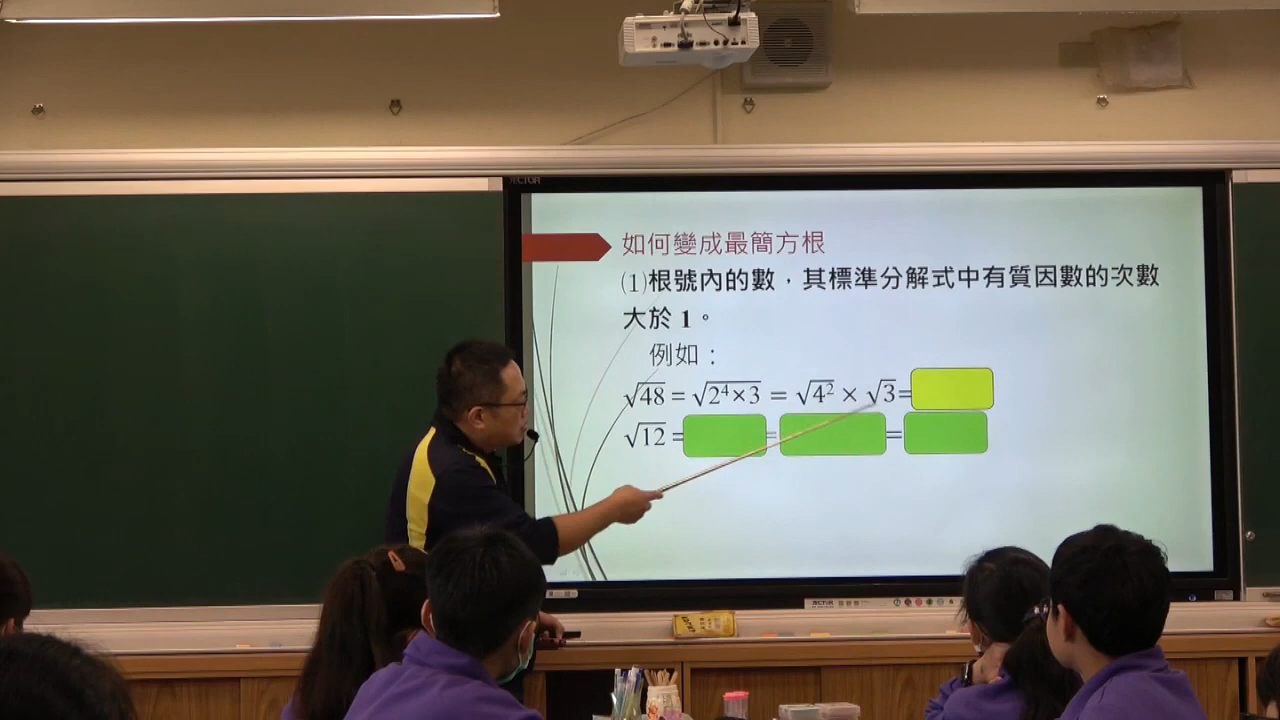 如何變成最簡方根
(1)根號內的數，其標準分解式中有質因數的次數
大於 1。
例如：
√48 = √2⁴×3 = √4² × √3=
√12 = = =